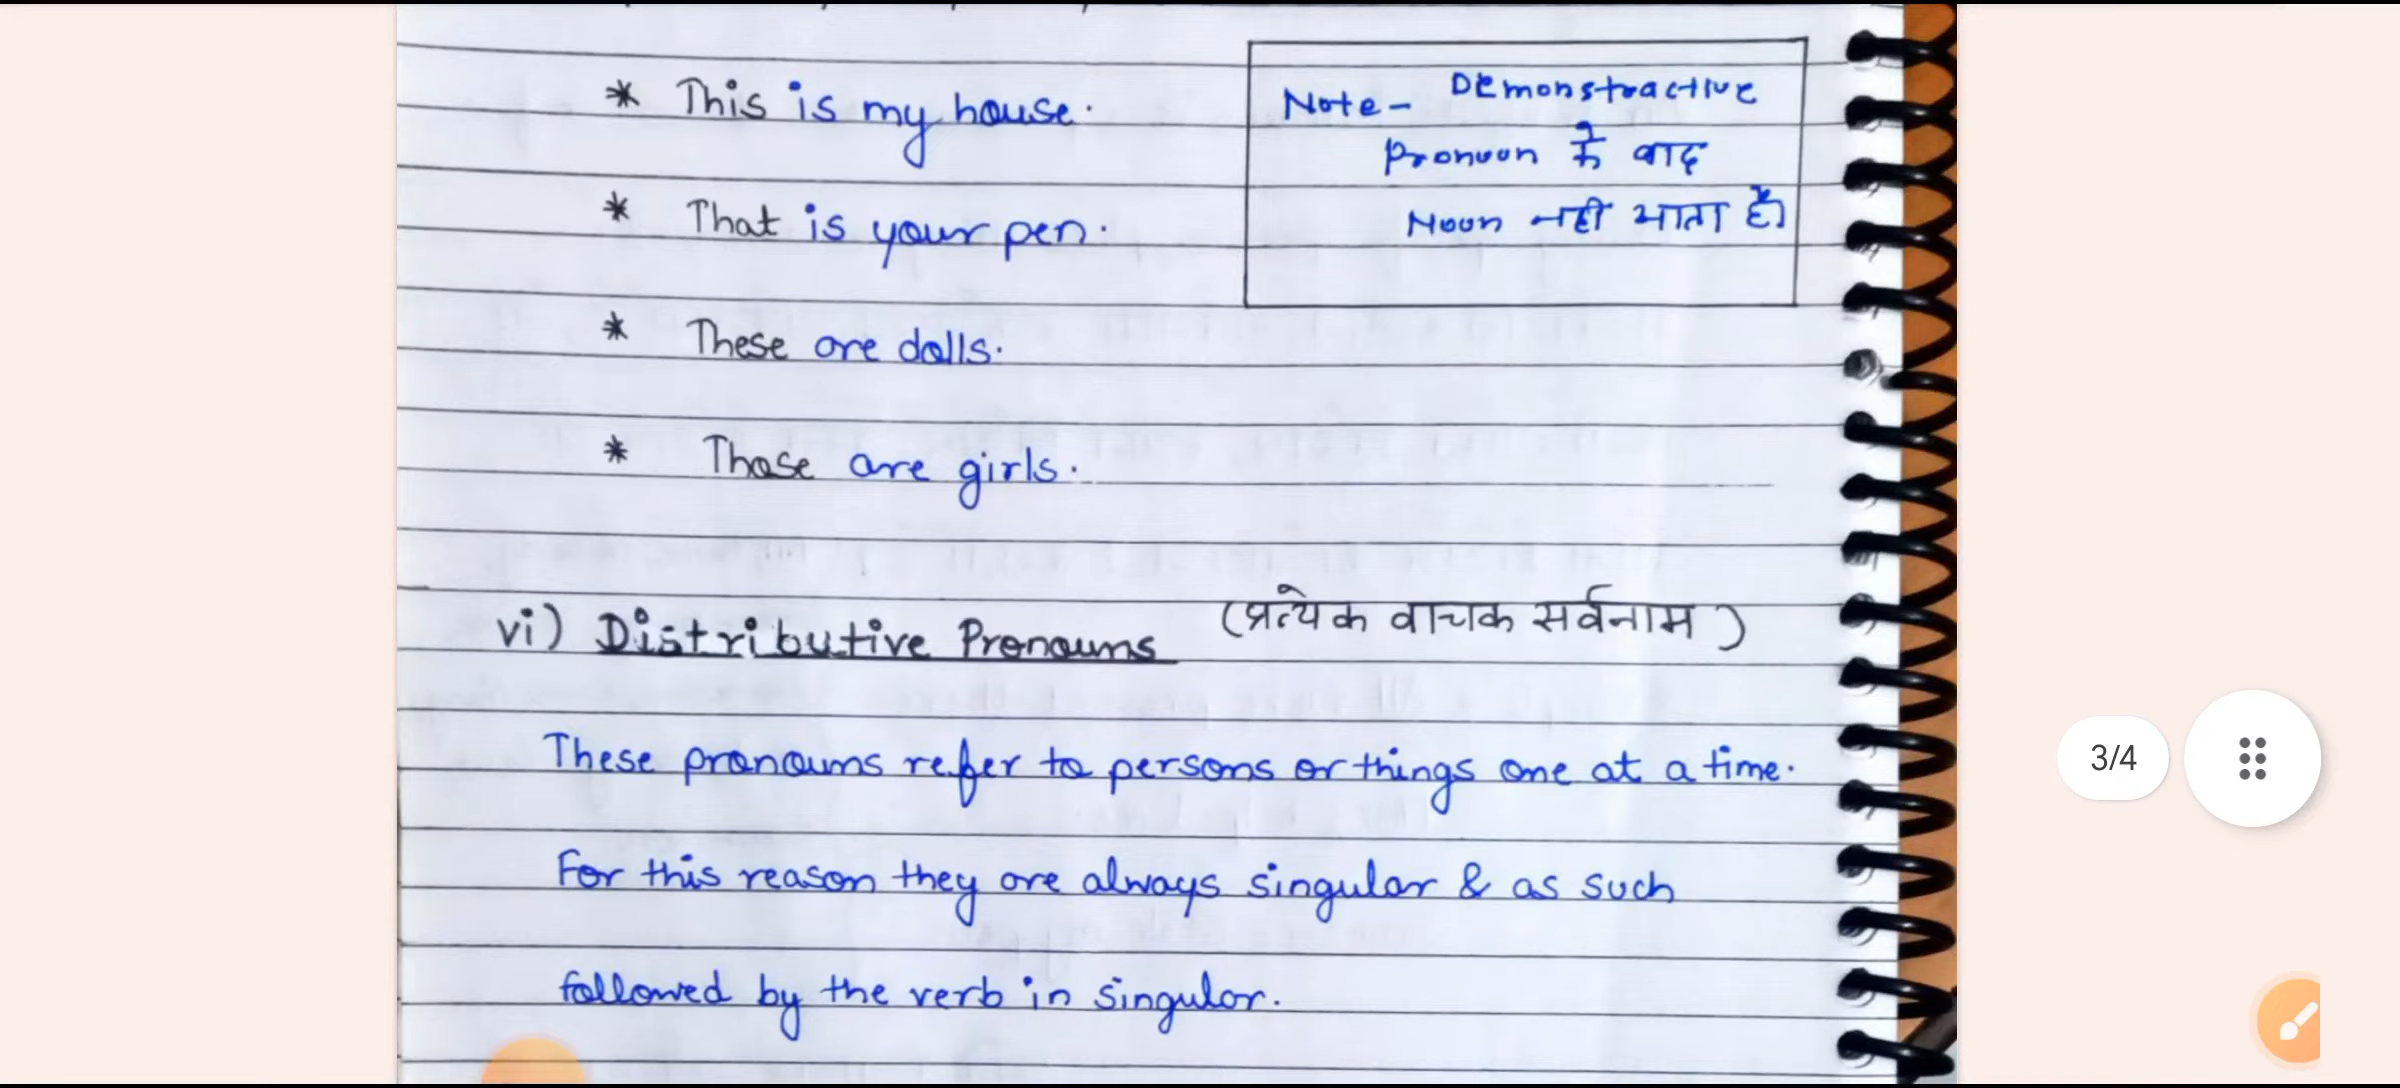 * This is my house.
Note- Demonstractive
Pronoun के बाद
Noun नही आता है।
* That is your pen.
* These are dolls.
* Those are girls.
vi) Distributive Pronouns (प्रत्येक वाचक सर्वनाम)
These pronouns refer to persons or things one at a time.
For this reason they are always singular & as such
followed by the verb in singular.
3/4